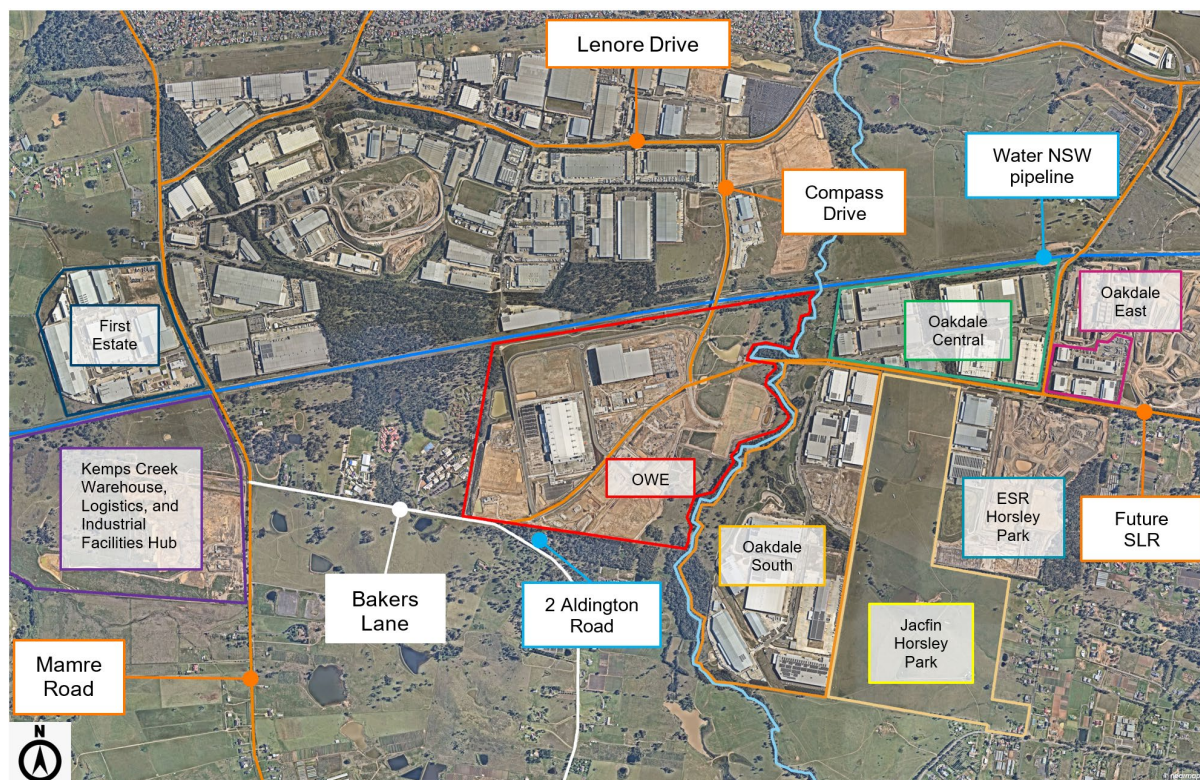 Lenore Drive
Water NSW
pipeline
Compass
Drive
Oakdale
East
First
Estate
Oakdale
Central
Kemps Creek
Warehouse,
Logistics, and
Industrial
Facilities Hub
OWE
ESR
Horsley
Park
Future
SLR
Oakdale
South
Bakers
Lane
2 Aldington
Road
Jacfin
Horsley
Park
Mamre
Road
N